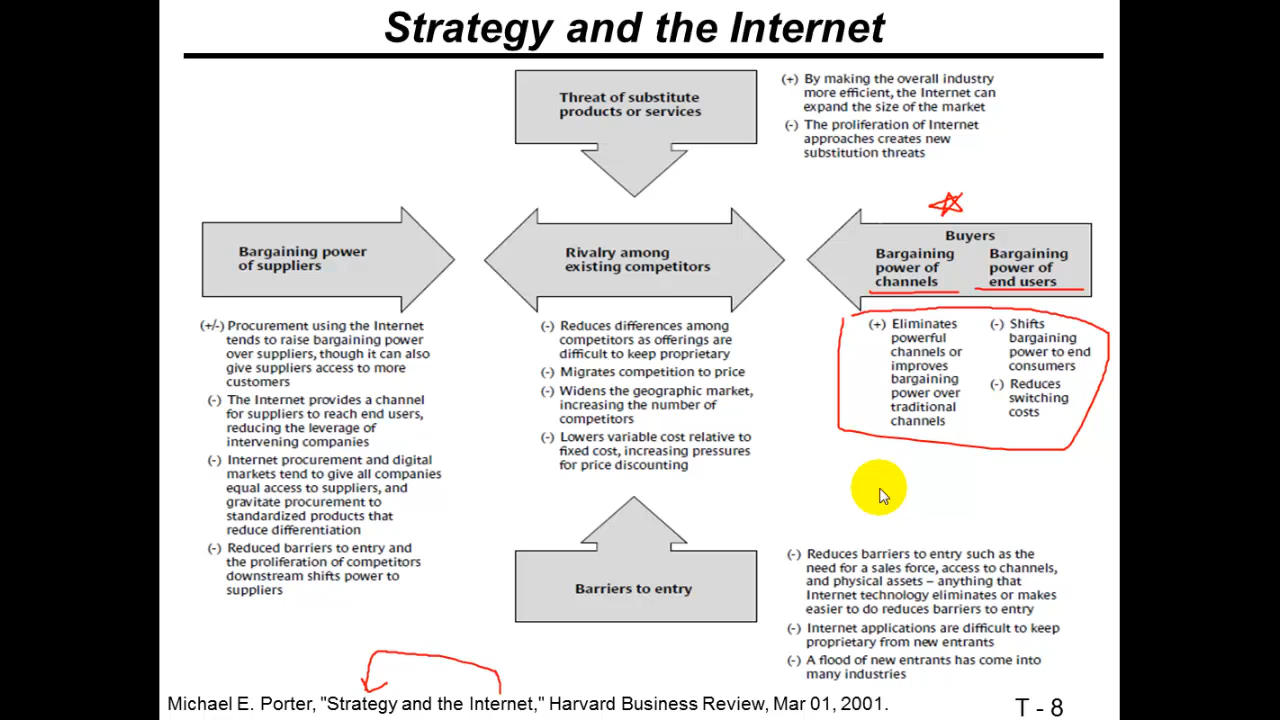 Strategy and the Internet
Threat of substitute
products or services
(+) By making the overall industry
more efficient, the Internet can
expand the size of the market
(-) The proliferation of Internet
approaches creates new
substitution threats
Bargaining power
of suppliers
Rivalry among
existing competitors
Buyers
Bargaining
power of
channels
Bargaining
power of
end users
(+/-) Procurement using the Internet
tends to raise bargaining power
over suppliers, though it can also
give suppliers access to more
customers
(-) The Internet provides a channel
for suppliers to reach end users,
reducing the leverage of
intervening companies
(-) Internet procurement and digital
markets tend to give all companies
equal access to suppliers, and
gravitate procurement to
standardized products that
reduce differentiation
(-) Reduced barriers to entry and
the proliferation of competitors
downstream shifts power to
suppliers
(-) Reduces differences among
competitors as offerings are
difficult to keep proprietary
(-) Migrates competition to price
(-) Widens the geographic market,
increasing the number of
competitors
(-) Lowers variable cost relative to
fixed cost, increasing pressures
for price discounting
(+) Eliminates
powerful
channels or
improves
bargaining
power over
traditional
channels
(-) Shifts
bargaining
power to end
consumers
(-) Reduces
switching
costs
Barriers to entry
(-) Reduces barriers to entry such as the
need for a sales force, access to channels,
and physical assets – anything that
Internet technology eliminates or makes
easier to do reduces barriers to entry
(-) Internet applications are difficult to keep
proprietary from new entrants
(-) A flood of new entrants has come into
many industries
Michael E. Porter, "Strategy and the Internet," Harvard Business Review, Mar 01, 2001.
T - 8